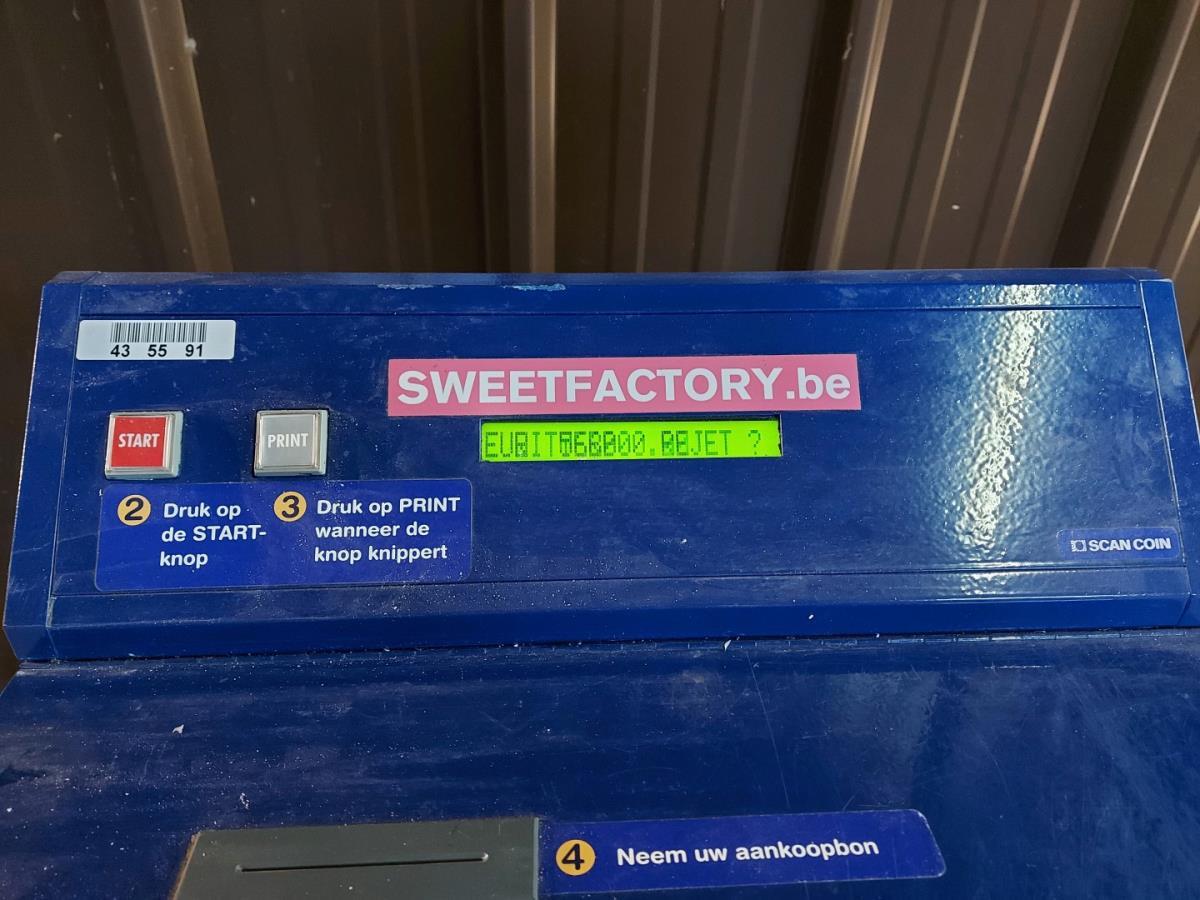 43 55 91
SWEETFACTORY.be
START
PRINT
2 Druk op
de START-
knop
3 Druk op PRINT
wanneer de
knop knippert
SCAN COIN
4 Neem uw aankoopbon